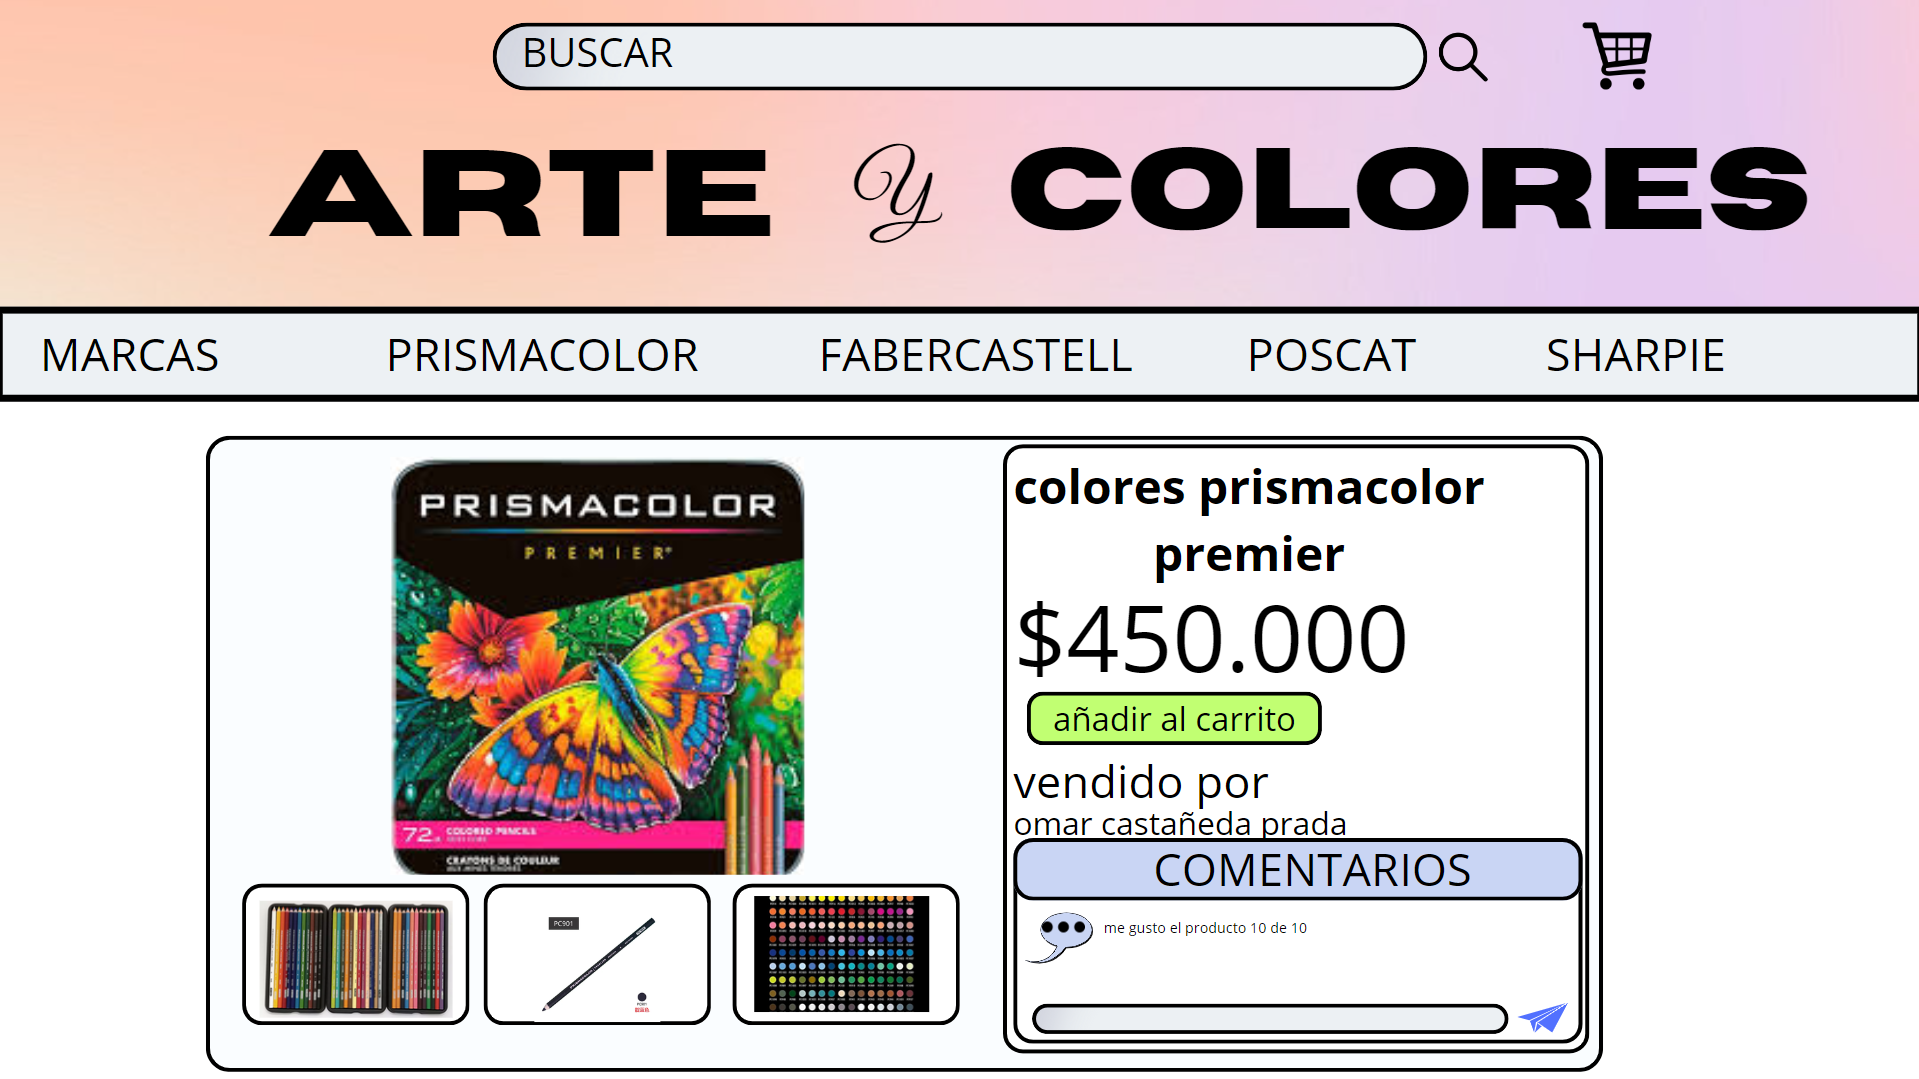 BUSCAR
ARTE Y COLORES
MARCAS PRISMACOLOR FABERCASTELL POSCAT SHARPIE
PRISMACOLOR
PREMIER
72
COLORED PENCILS
CRAYONS DE COULEUR
PC901
colores prismacolor
premier
$450.000
añadir al carrito
vendido por
omar castañeda prada
COMENTARIOS
me gusto el producto 10 de 10